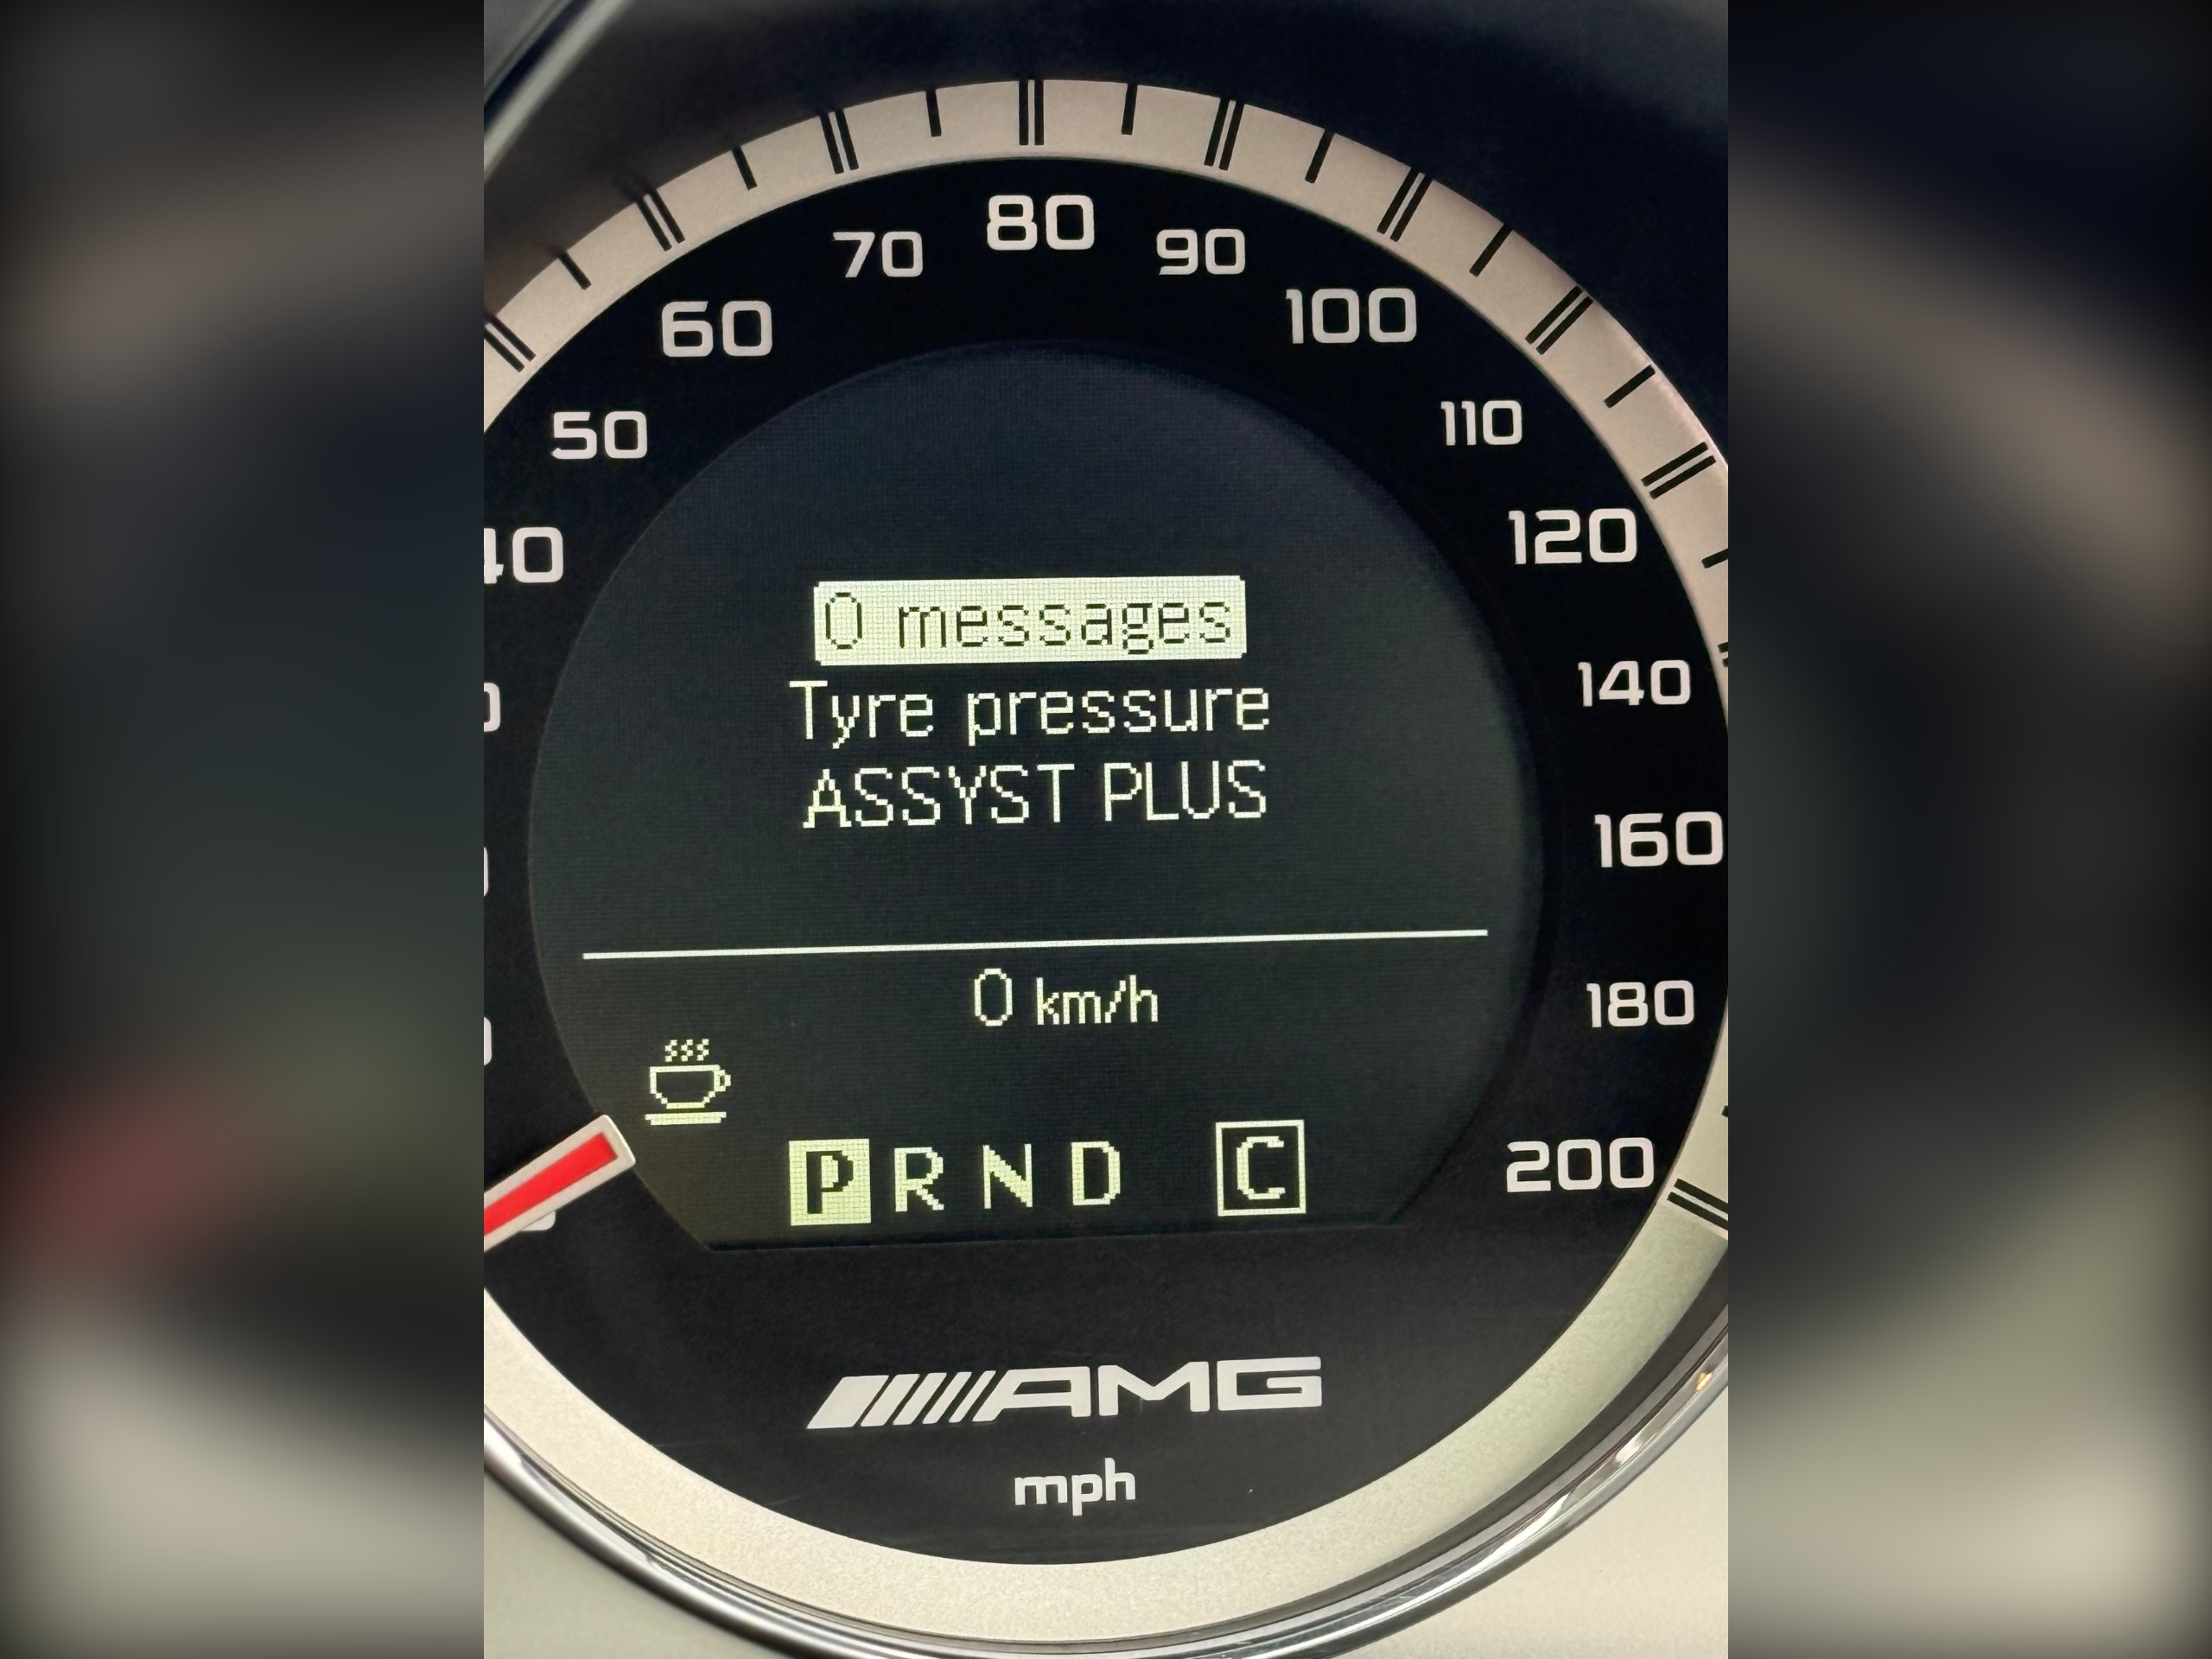 80
70
90
60
100
50
110
40
120
0 messages
Tyre pressure
140
ASSYST PLUS
160
0 km/h
180
P R N D C
200
AMG
mph